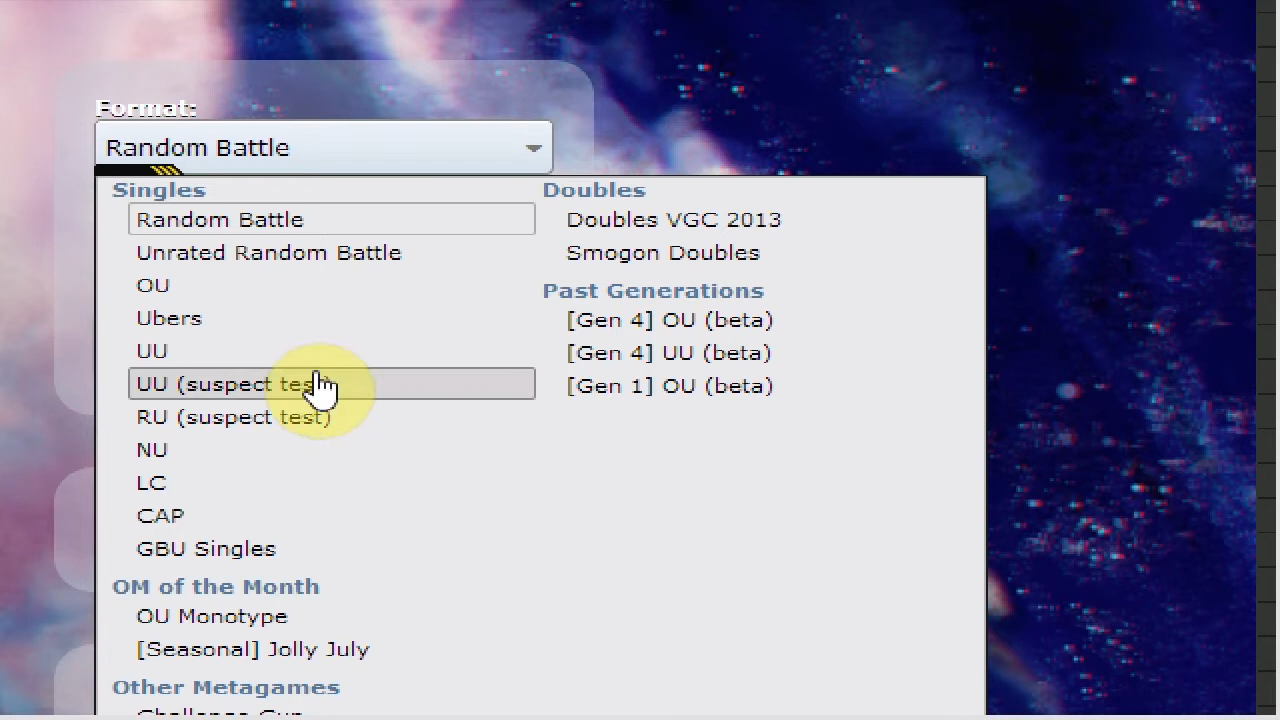 Format:
Random Battle
Singles
Random Battle
Unrated Random Battle
OU
Ubers
UU
UU (suspect test)
RU (suspect test)
NU
LC
CAP
GBU Singles
OM of the Month
OU Monotype
[Seasonal] Jolly July
Other Metagames
Challenge Cup
Doubles
Doubles VGC 2013
Smogon Doubles
Past Generations
[Gen 4] OU (beta)
[Gen 4] UU (beta)
[Gen 1] OU (beta)